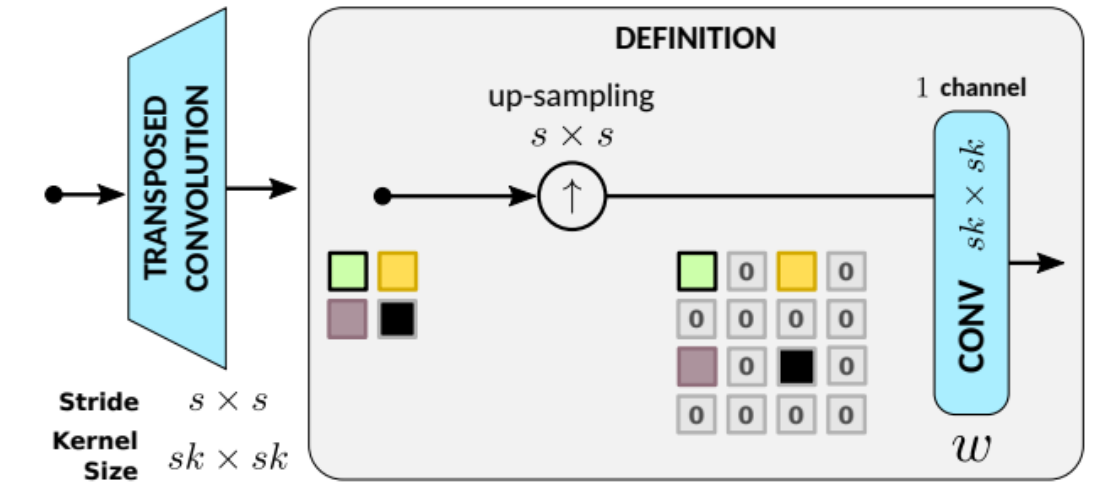 TRANSPOSED
CONVOLUTION
Stride s × s
Kernel
Size sk × sk
DEFINITION
up-sampling
s × s
↑
0 0
0 0 0 0
0 0
0 0 0 0
1 channel
CONV sk × sk
w